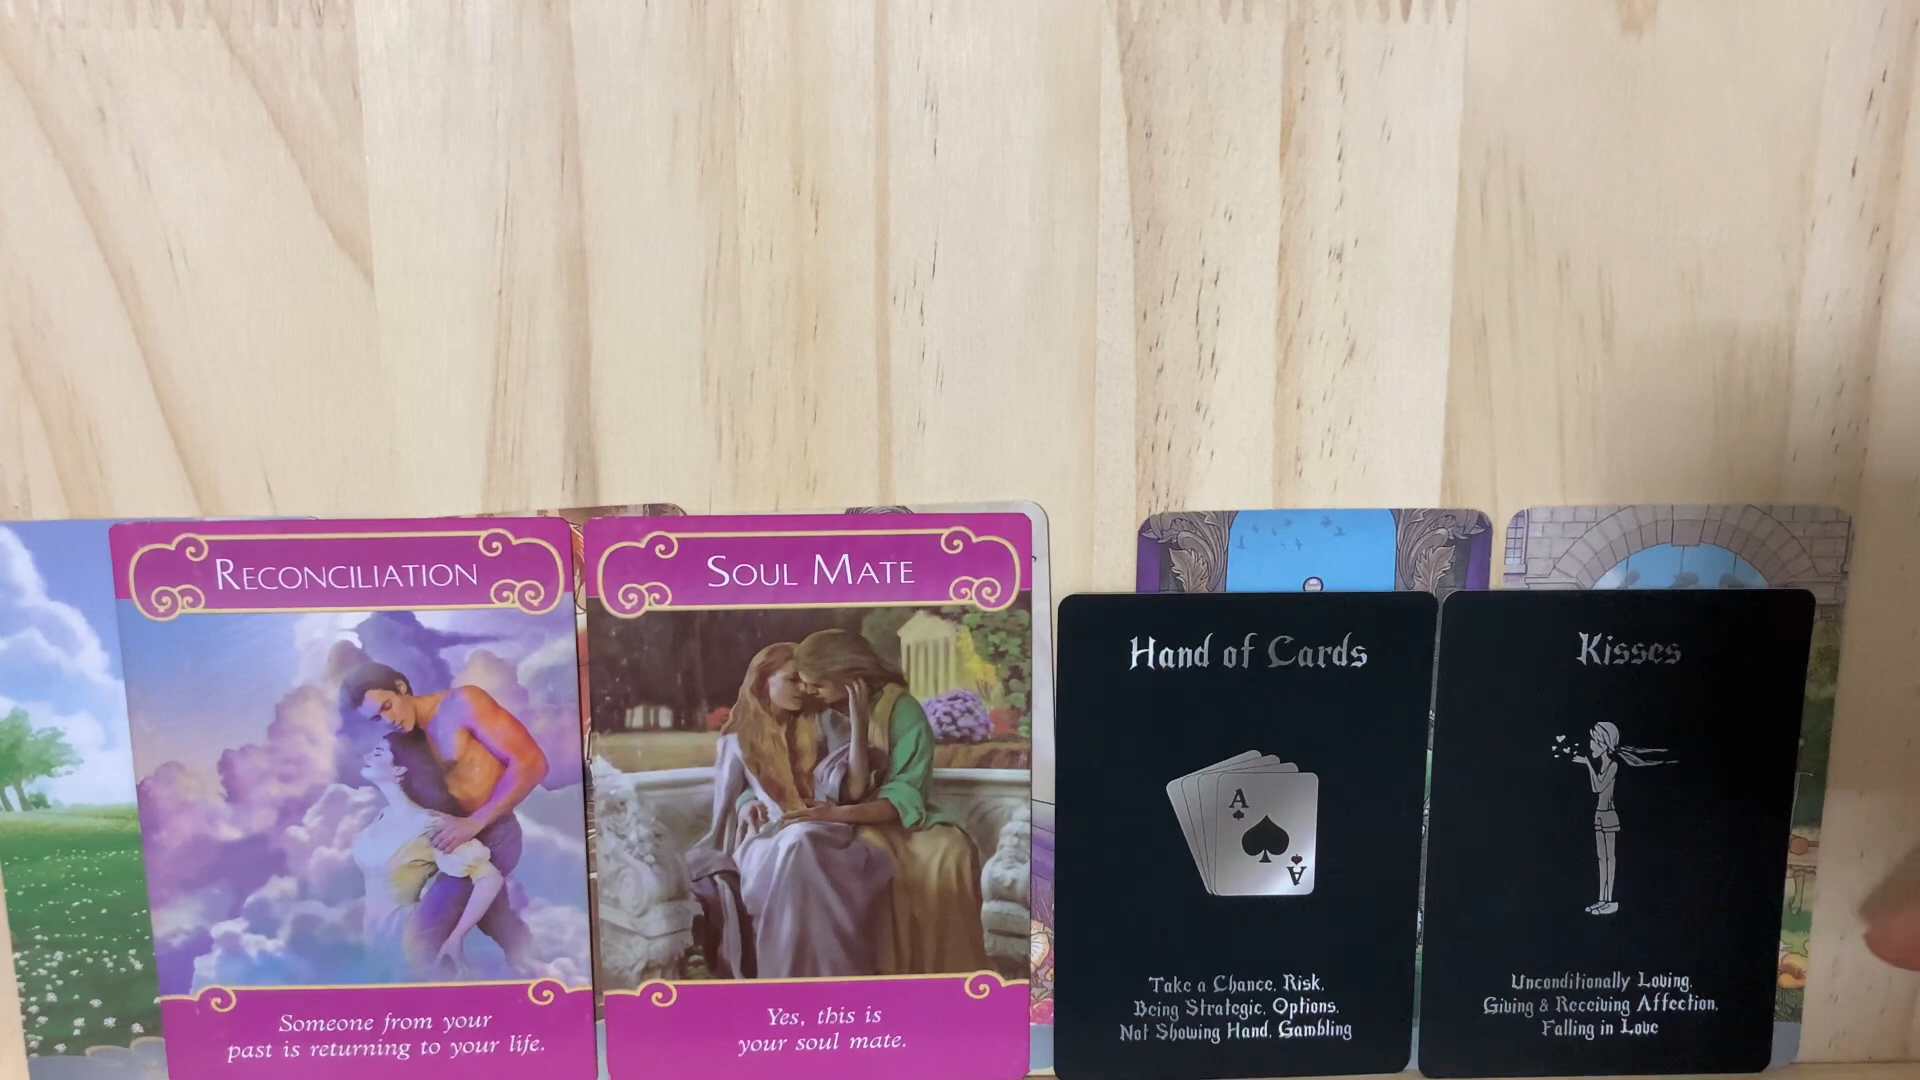 RECONCILIATION
Someone from your
past is returning to your life.
SOUL MATE
Yes, this is
your soul mate.
Hand of Cards
A
A
Take a Chance, Risk,
Being Strategic, Options,
Not Showing Hand, Gambling
Kisses
Unconditionally Loving,
Giving & Receiving Affection,
Falling in Love